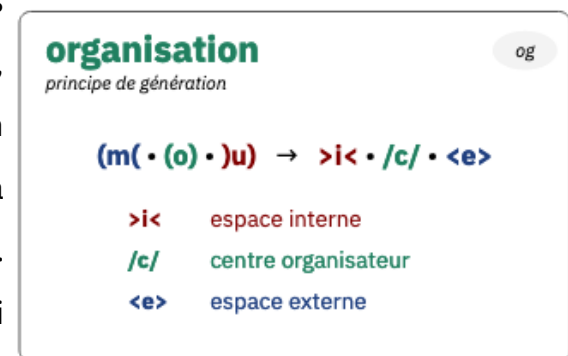 organisation
og
principe de génération
(m( · (o) · )u) → >i< · /c/ · <e>
>i< espace interne
/c/ centre organisateur
<e> espace externe